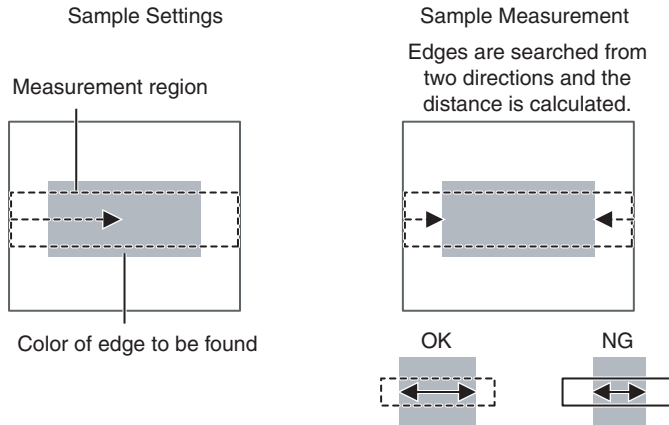 Sample Settings
Measurement region
Color of edge to be found
Sample Measurement
Edges are searched from
two directions and the
distance is calculated.
OK
NG